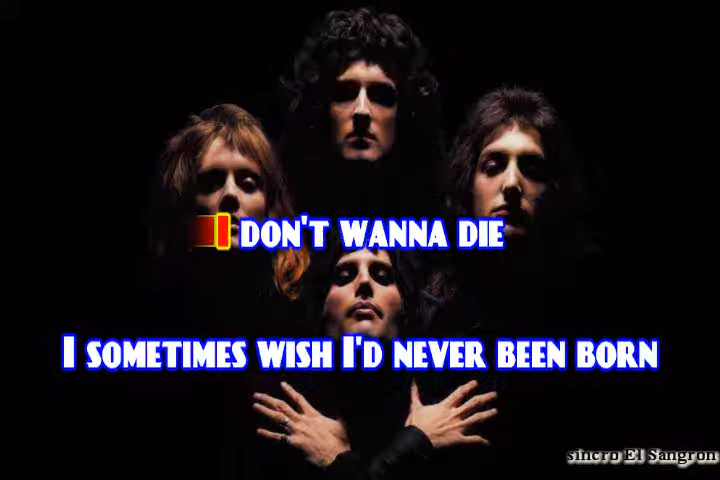 I DON'T WANNA DIE
I SOMETIMES WISH I'D NEVER BEEN BORN
sincro El Sangron